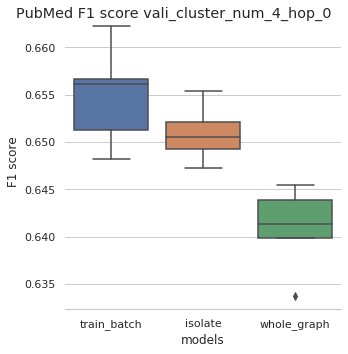 PubMed F1 score vali_cluster_num_4_hop_0
0.660
0.655
0.650
0.645
0.640
0.635
F1 score
train_batch isolate whole_graph
models